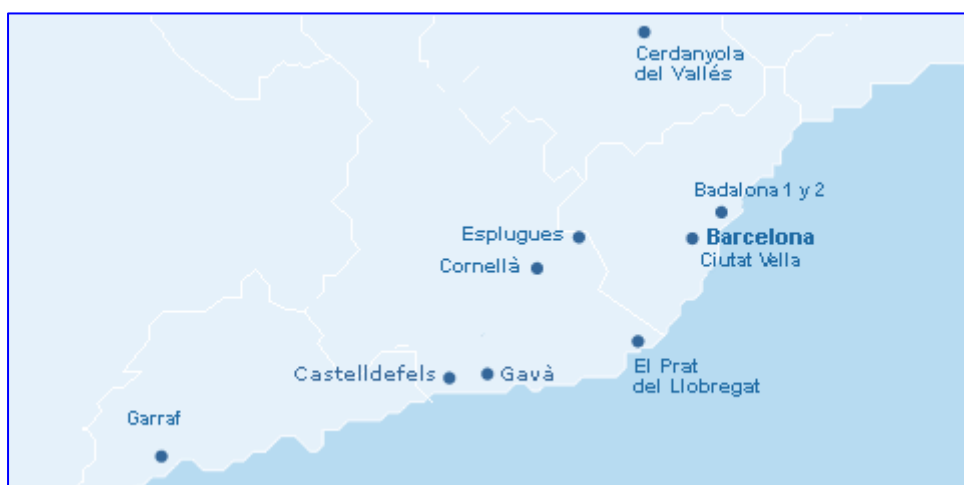 Cerdanyola
del Vallés
Badalona 1 y 2
Esplugues
Barcelona
Ciutat Vella
Cornellà
El Prat
del Llobregat
Castelldefels
Gavà
Garraf